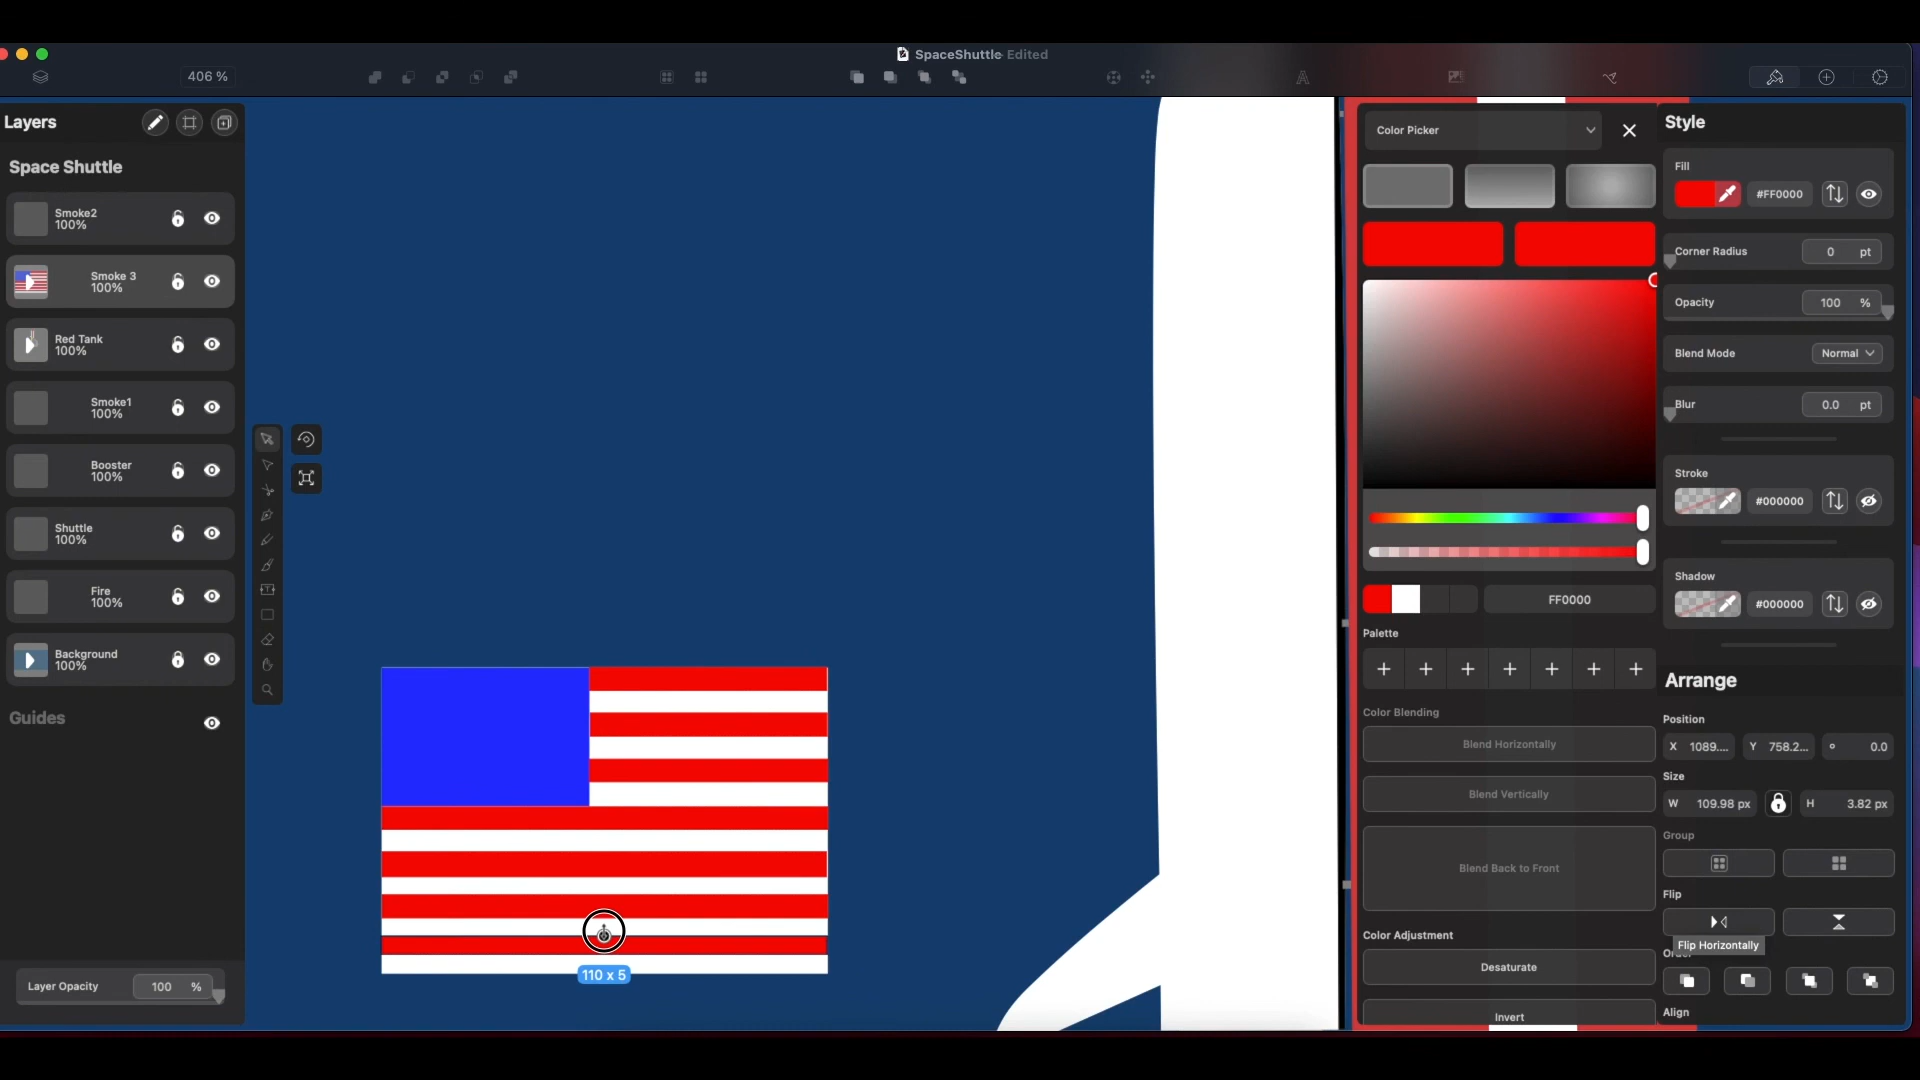 SpaceShuttle - Edited
406 %
Layers
Space Shuttle
Smoke2
100%
Smoke 3
100%
Red Tank
100%
Smoke1
100%
Booster
100%
Shuttle
100%
Fire
100%
Background
100%
Guides
Layer Opacity 100 %
110 x 5
Color Picker
FF0000
Palette
Color Blending
Blend Horizontally
Blend Vertically
Blend Back to Front
Color Adjustment
Desaturate
Invert
Style
Fill
#FF0000
Corner Radius 0 pt
Opacity 100 %
Blend Mode Normal
Blur 0.0 pt
Stroke
#000000
Shadow
#000000
Arrange
Position
X 1089.... Y 758.2... ° 0.0
Size
W 109.98 px H 3.82 px
Group
Flip
Flip Horizontally
Align